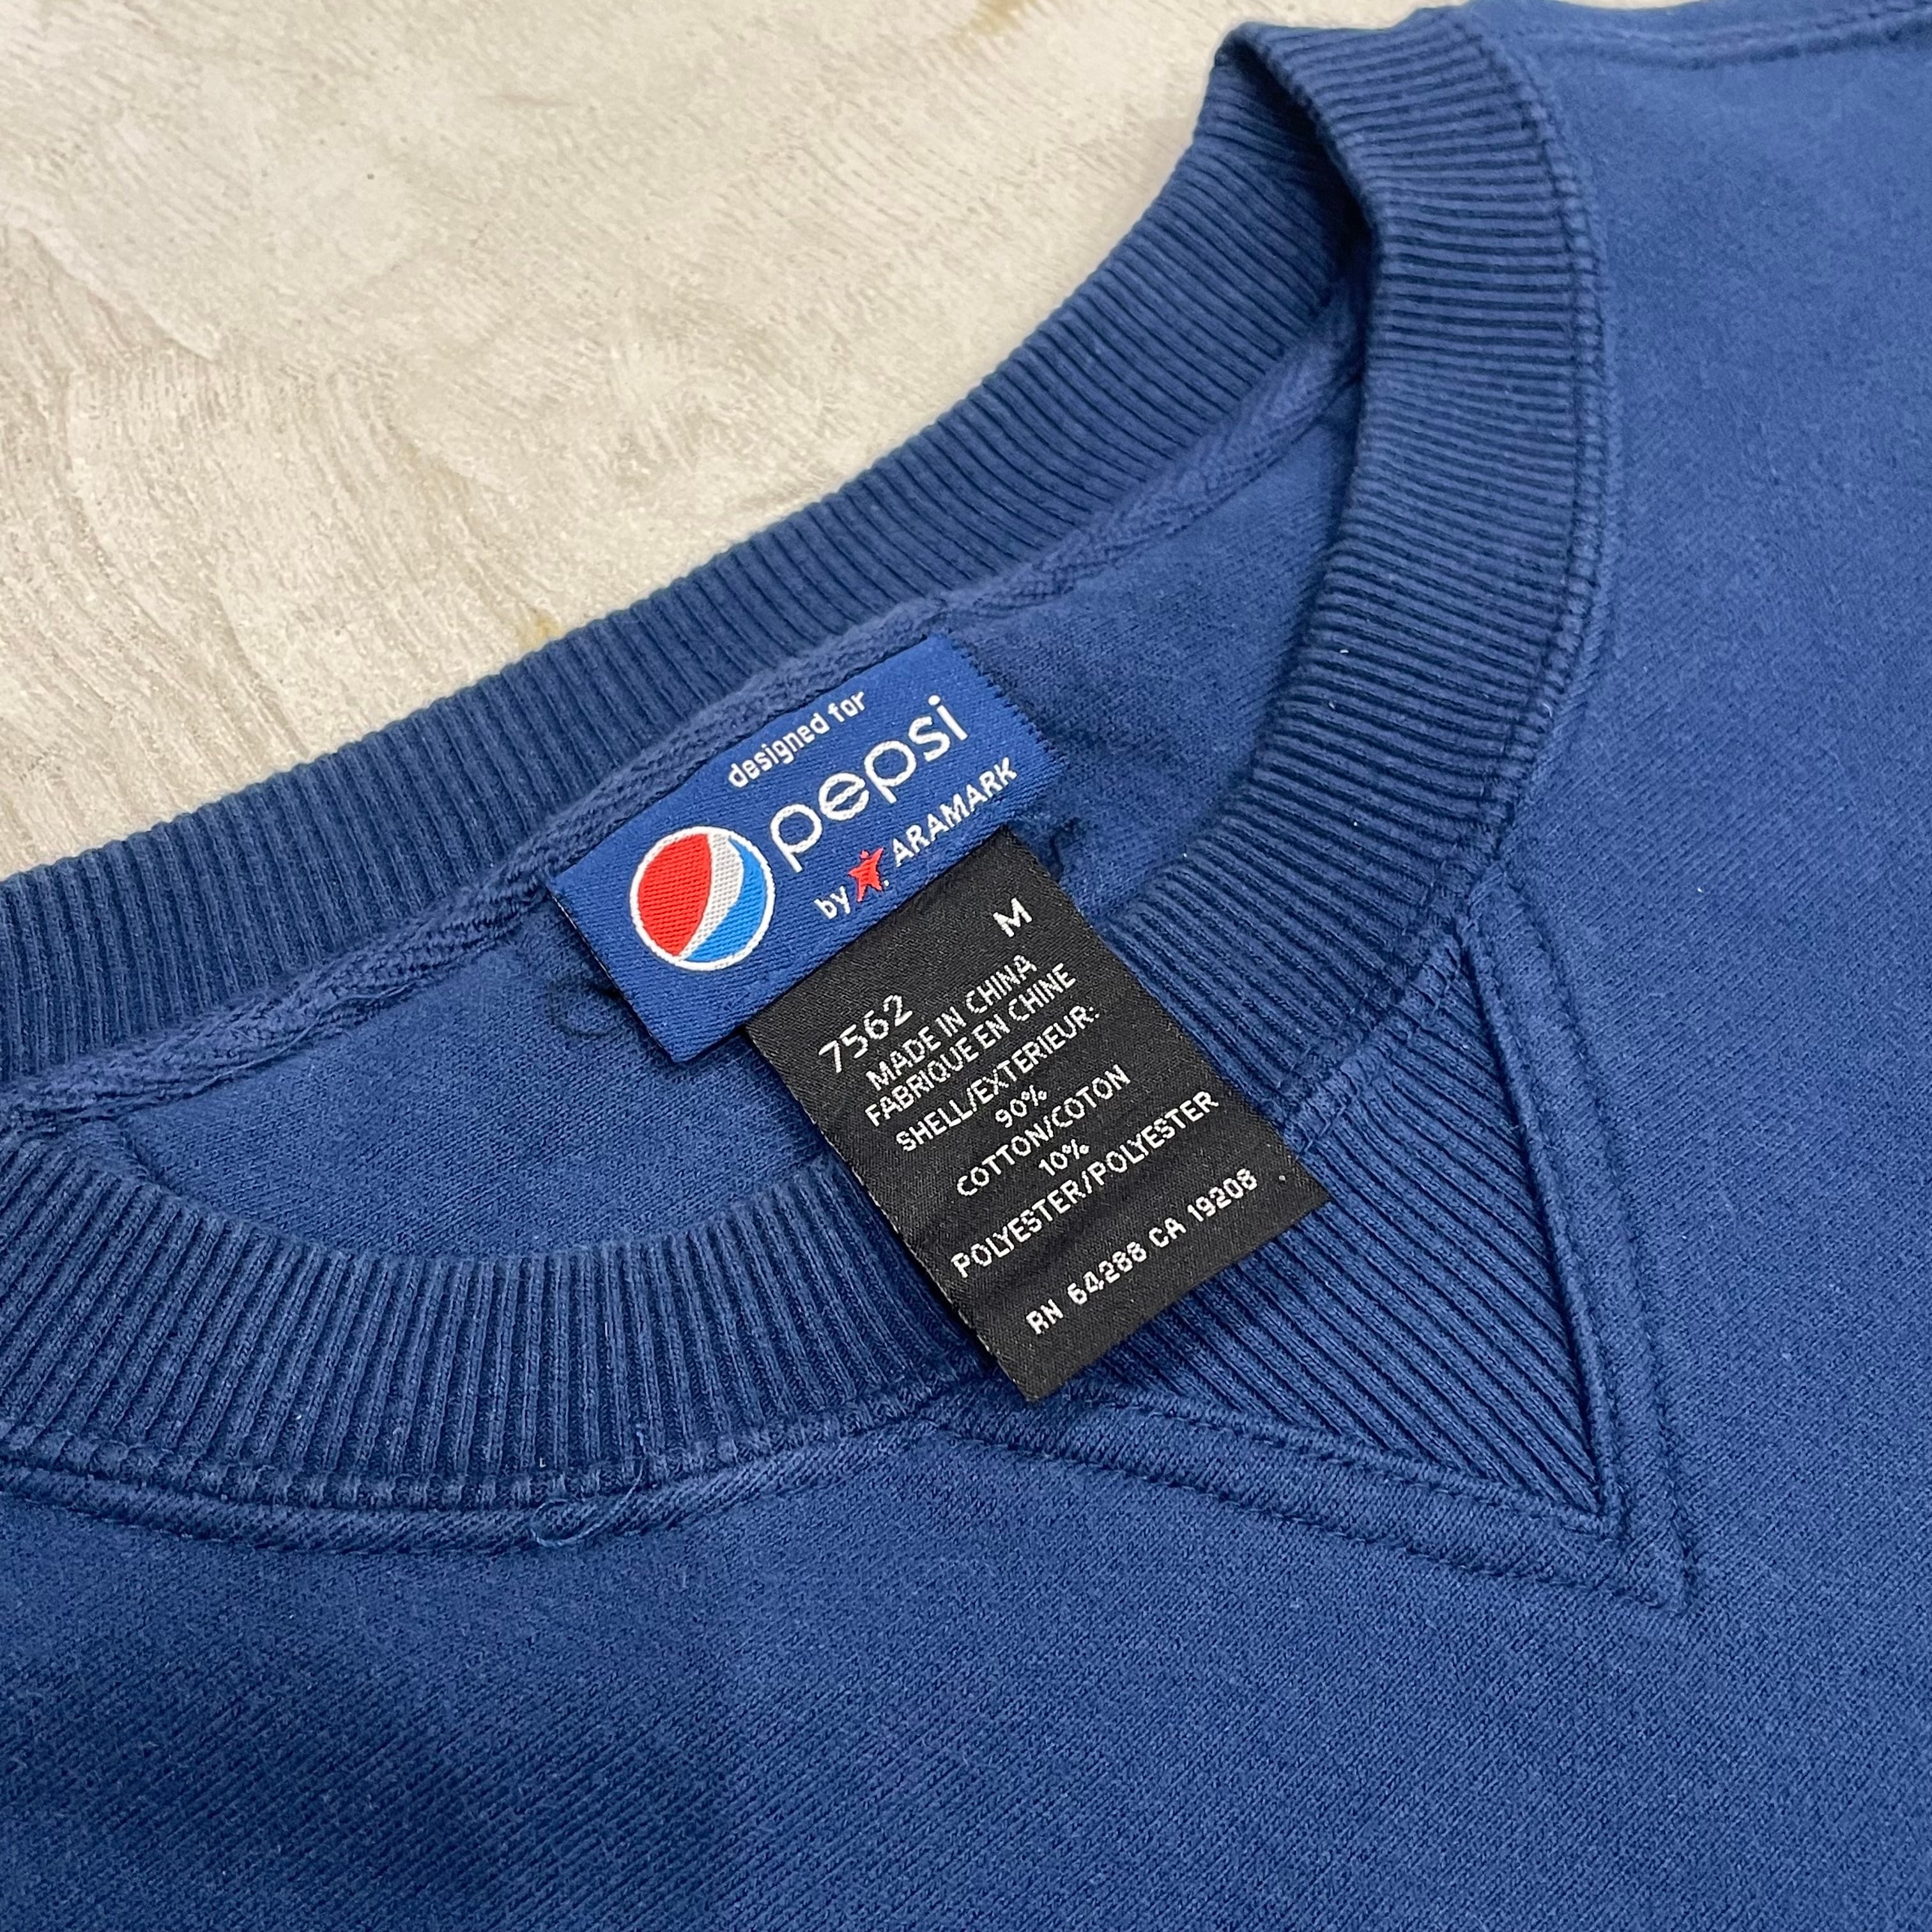 designed for
pepsi
by ARAMARK
M
7562
MADE IN CHINA
FABRIQUE EN CHINE
SHELL/EXTERIEUR:
90%
COTTON/COTON
10%
POLYESTER/POLYESTER
RN 64288 CA 19208